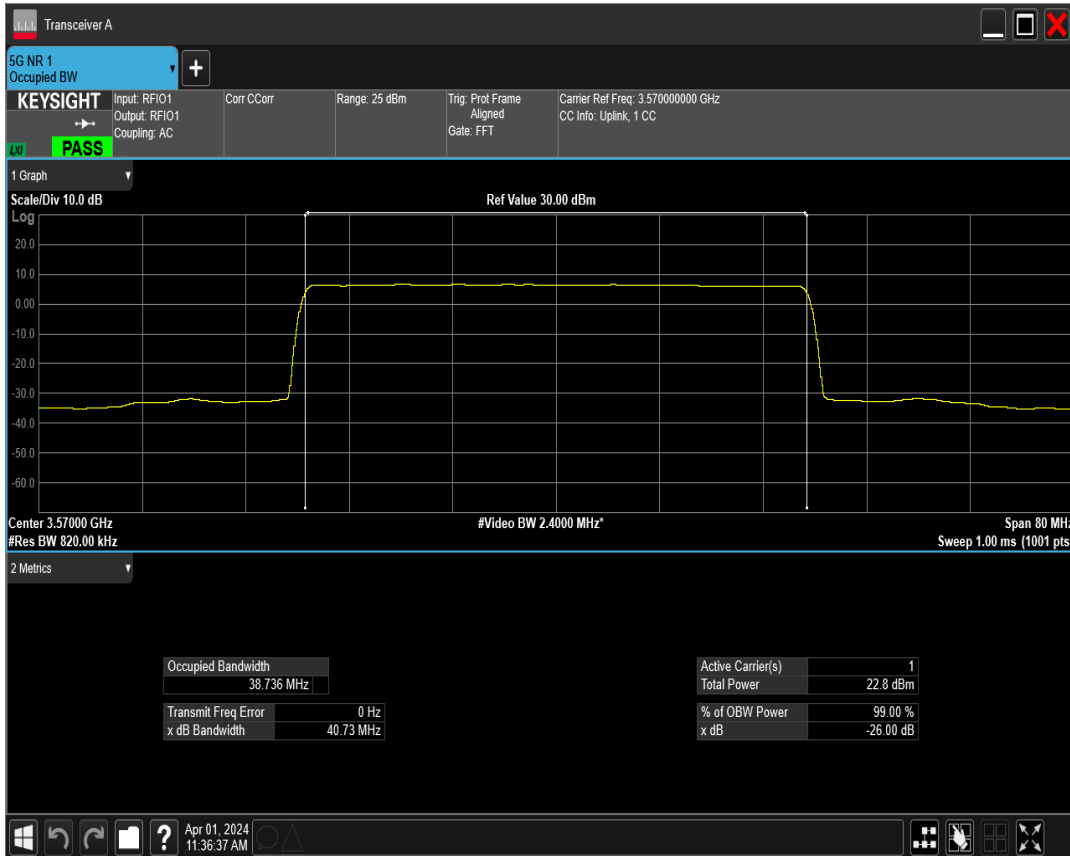 Transceiver A
5G NR 1
Occupied BW
KEYSIGHT
LXI
PASS
Input: RFIO1
Output: RFIO1
Coupling: AC
Corr CCorr
Range: 25 dBm
Trig: Prot Frame
Aligned
Gate: FFT
Carrier Ref Freq: 3.570000000 GHz
CC Info: Uplink, 1 CC
1 Graph
Scale/Div 10.0 dB
Ref Value 30.00 dBm
Log
20.0
10.0
0.00
-10.0
-20.0
-30.0
-40.0
-50.0
-60.0
Center 3.57000 GHz
#Video BW 2.4000 MHz*
Span 80 MHz
#Res BW 820.00 kHz
Sweep 1.00 ms (1001 pts
2 Metrics
Occupied Bandwidth
38.736 MHz
Transmit Freq Error 0 Hz
x dB Bandwidth 40.73 MHz
Active Carrier(s) 1
Total Power 22.8 dBm
% of OBW Power 99.00 %
x dB -26.00 dB
?
Apr 01, 2024
11:36:37 AM